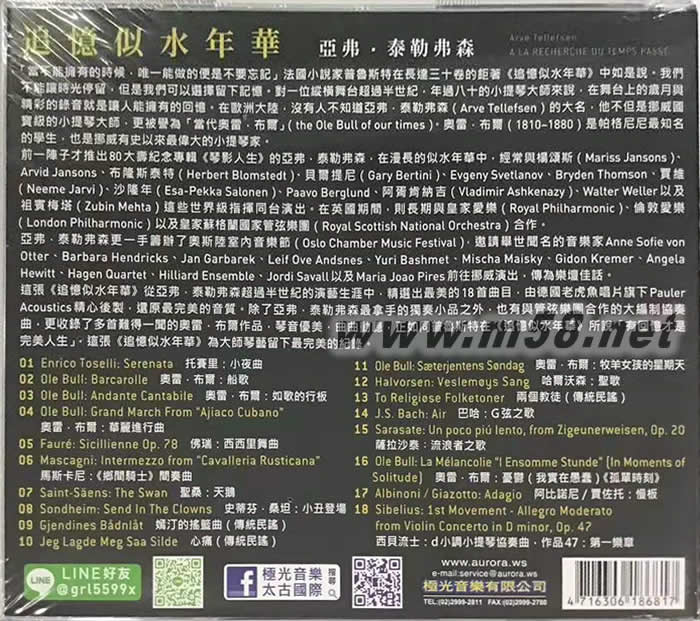 追憶似水年華 亞弗・泰勒弗森
Arve Tellefsen
A LA RECHERCHE DU TEMPS PASSÉ
「當不能擁有的時候，唯一能做的便是不要忘記」法國小說家普魯斯特在長達三十卷的鉅著《追憶似水年華》中如是說。我們
不能讓時光停留，但是我們可以選擇留下記憶。對一位縱橫舞台超過半世紀，年過八十的小提琴大師來說，在舞台上的歲月與
精彩的錄音就是讓人能擁有的回憶。在歐洲大陸，沒有人不知道亞弗．泰勒弗森（Arve Tellefsen）的大名，他不但是挪威國
寶級的小提琴大師，更被譽為「當代奧雷．布爾」（the Ole Bull of our times）。奧雷．布爾（1810-1880）是帕格尼尼最知名
的學生，也是挪威有史以來最偉大的小提琴家。
前一陣子才推出80大壽紀念專輯《琴影人生》的亞弗．泰勒弗森，在漫長的似水年華中，經常與楊頌斯（Mariss Jansons）、
Arvid Jansons、布隆斯泰特（Herbert Blomstedt）、貝爾提尼（Gary Bertini）、Evgeny Svetlanov、Bryden Thomson、賈維
（Neeme Jarvi）、沙隆年（Esa-Pekka Salonen）、Paavo Berglund、阿胥肯納吉（Vladimir Ashkenazy）、Walter Weller以及
祖賓梅塔（Zubin Mehta）這些世界級指揮同台演出。在英國期間，則長期與皇家愛樂（Royal Philharmonic）、倫敦愛樂
（London Philharmonic）以及皇家蘇格蘭國家管弦樂團（Royal Scottish National Orchestra）合作。
亞弗．泰勒弗森更一手籌辦了奧斯陸室內音樂節（Oslo Chamber Music Festival），邀請舉世聞名的音樂家Anne Sofie von
Otter、Barbara Hendricks、Jan Garbarek、Leif Ove Andsnes、Yuri Bashmet、Mischa Maisky、Gidon Kremer、Angela
Hewitt、Hagen Quartet、Hilliard Ensemble、Jordi Savall以及Maria Joao Pires前往挪威演出，傳為樂壇佳話。
這張《追憶似水年華》從亞弗．泰勒弗森超過半世紀的演藝生涯中，精選出最美的18首曲目，由德國老虎魚唱片旗下Pauler
Acoustics精心後製，還原最完美的音質。除了亞弗．泰勒弗森最拿手的獨奏小品之外，也有與管弦樂團合作的大編制協奏
曲，更收錄了多首難得一聞的奧雷．布爾作品，琴音優美，曲曲動人，正如同普魯斯特在《追憶似水年華》所說「有回憶才是
完美人生」，這張《追憶似水年華》為大師琴藝留下最完美的紀錄。
www.m58.net
01 Enrico Toselli: Serenata 托賽里：小夜曲
02 Ole Bull: Barcarolle 奧雷．布爾：船歌
03 Ole Bull: Andante Cantabile 奧雷．布爾：如歌的行板
04 Ole Bull: Grand March From "Ajiaco Cubano"
奧雷．布爾：華麗進行曲
05 Fauré: Sicillienne Op. 78 佛瑞：西西里舞曲
06 Mascagni: Intermezzo from "Cavalleria Rusticana"
馬斯卡尼：《鄉間騎士》間奏曲
07 Saint-Säens: The Swan 聖桑：天鵝
08 Sondheim: Send In The Clowns 史蒂芬．桑坦：小丑登場
09 Gjendines Bådnlåt 嫣汀的搖籃曲（傳統民謠）
10 Jeg Lagde Meg Saa Silde 心痛（傳統民謠）
11 Ole Bull: Sæterjentens Søndag 奧雷．布爾：牧羊女孩的星期天
12 Halvorsen: Veslemøys Sang 哈爾沃森：聖歌
13 To Religiøse Folketoner 兩個教徒（傳統民謠）
14 J.S. Bach: Air 巴哈：G弦之歌
15 Sarasate: Un poco piú lento, from Zigeunerweisen, Op. 20
薩拉沙泰：流浪者之歌
16 Ole Bull: La Mélancolie "I Ensomme Stunde" (In Moments of
Solitude) 奧雷．布爾：憂鬱（我實在愚蠢）《孤單時刻》
17 Albinoni / Giazotto: Adagio 阿比諾尼 / 賈佐托：慢板
18 Sibelius: 1st Movement - Allegro Moderato
from Violin Concerto in D minor, Op. 47
西貝流士：d小調小提琴協奏曲，作品47：第一樂章
LINE
LINE好友
@grl5599x
極光音樂
太古國際
搜尋
www.aurora.ws
e-mail:service@aurora.ws
極光音樂有限公司
TEL:(02)2999-2811 FAX:(02)2999-2780
4 716306 186817